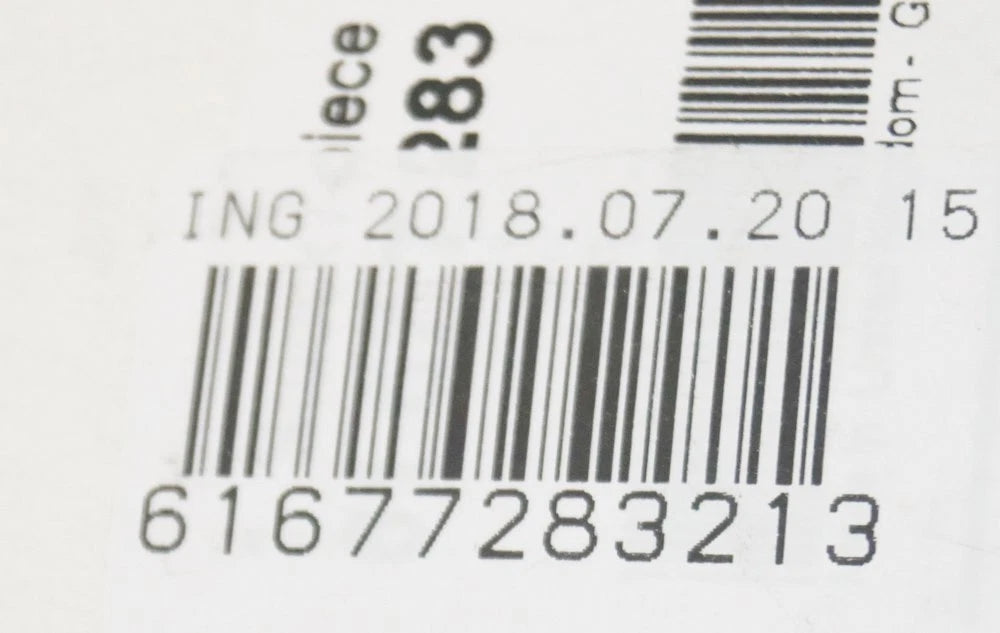 iece
283
tom- G
ING 2018.07.20 15
61677283213